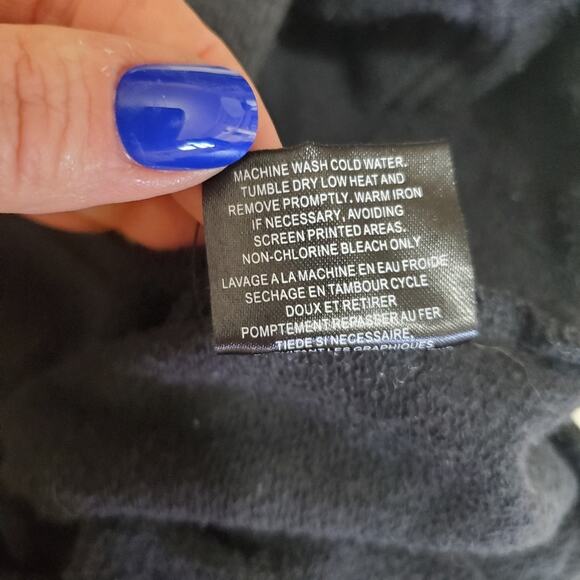 MACHINE WASH COLD WATER.
TUMBLE DRY LOW HEAT AND
REMOVE PROMPTLY. WARM IRON
IF NECESSARY, AVOIDING
SCREEN PRINTED AREAS.
NON-CHLORINE BLEACH ONLY
LAVAGE A LA MACHINE EN EAU FROIDE
SECHAGE EN TAMBOUR CYCLE
DOUX ET RETIRER
POMPTEMENT REPASSER AU FER
TIEDE SI NECESSAIRE,
LES GRAPHIQUES